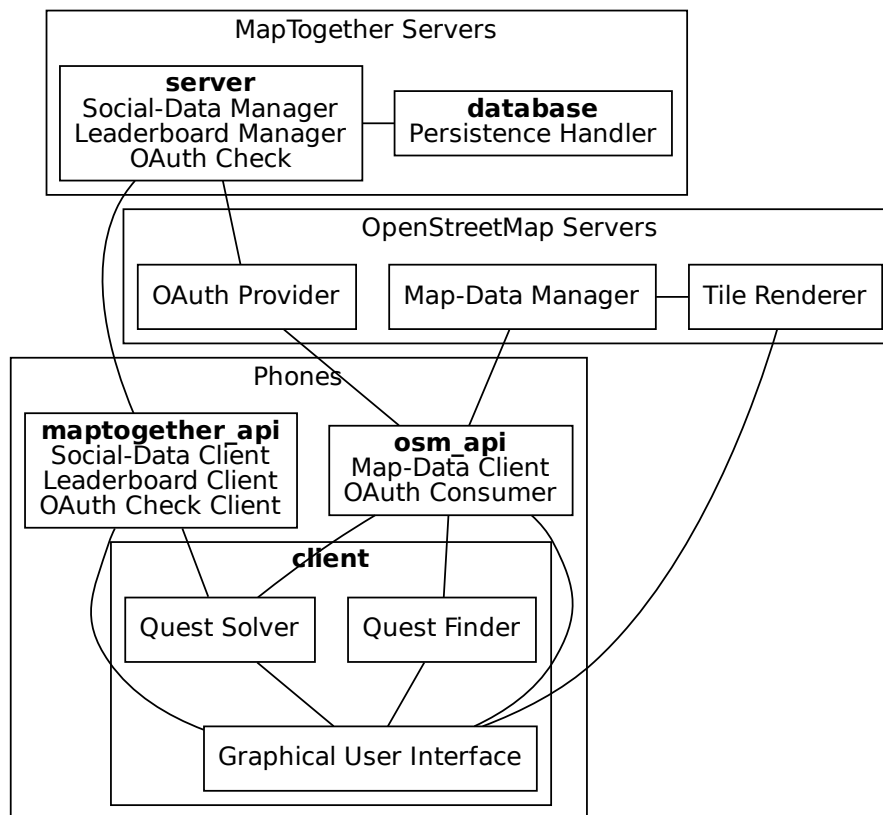 MapTogether Servers
server
Social-Data Manager
Leaderboard Manager
OAuth Check
database
Persistence Handler
OpenStreetMap Servers
OAuth Provider
Map-Data Manager
Tile Renderer
Phones
maptogether_api
Social-Data Client
Leaderboard Client
OAuth Check Client
osm_api
Map-Data Client
OAuth Consumer
client
Quest Solver
Quest Finder
Graphical User Interface